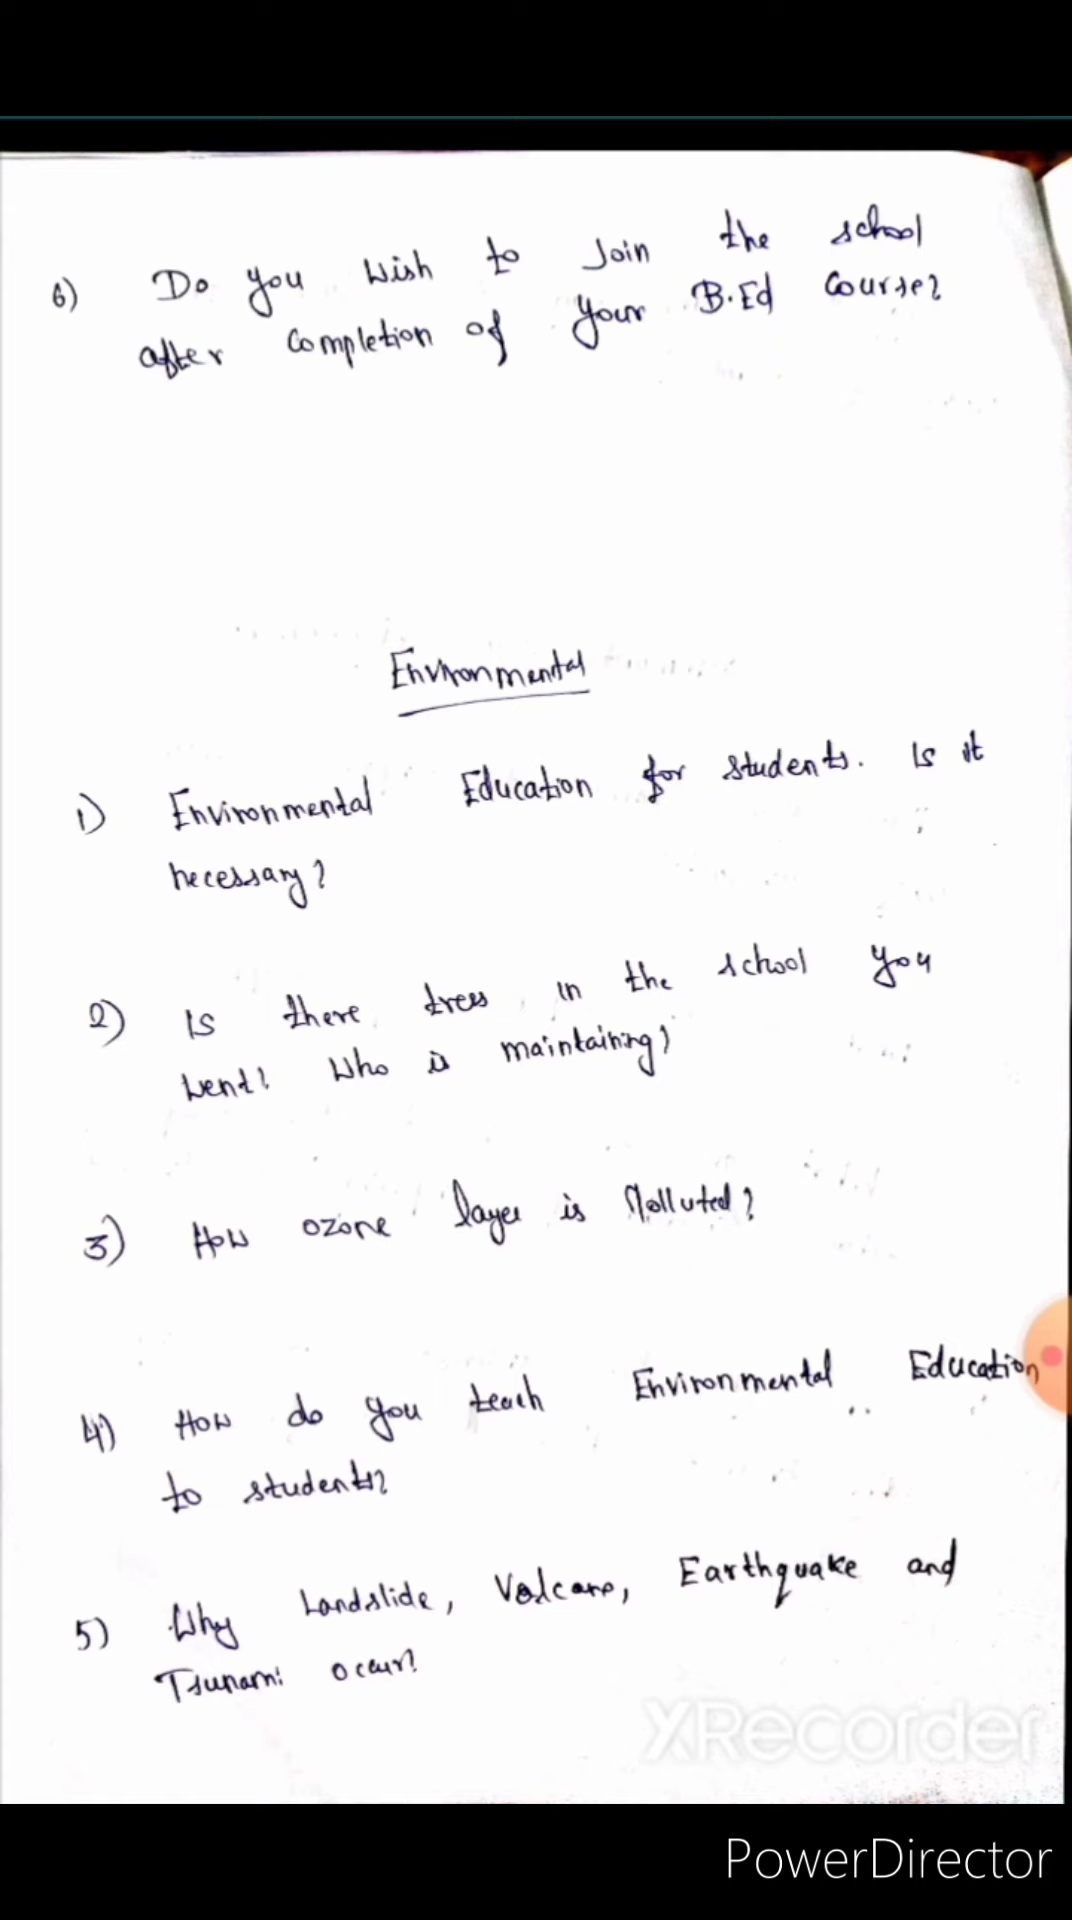 6) Do you wish to Join the school
after completion of your B.Ed course?
Environmental
1) Environmental Education for students. Is it
necessary?
2) Is there trees in the school you
went? Who is maintaining?
3) How ozone layer is Polluted?
4) How do you teach Environmental Education
to students?
5) Why Landslide, Volcano, Earthquake and
Tsunami occur?
XRecorder
PowerDirector